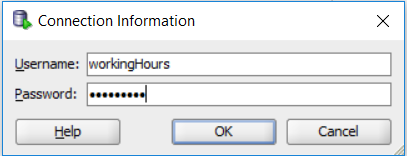 Connection Information
Username: workingHours
Password: •••••••••
Help OK Cancel